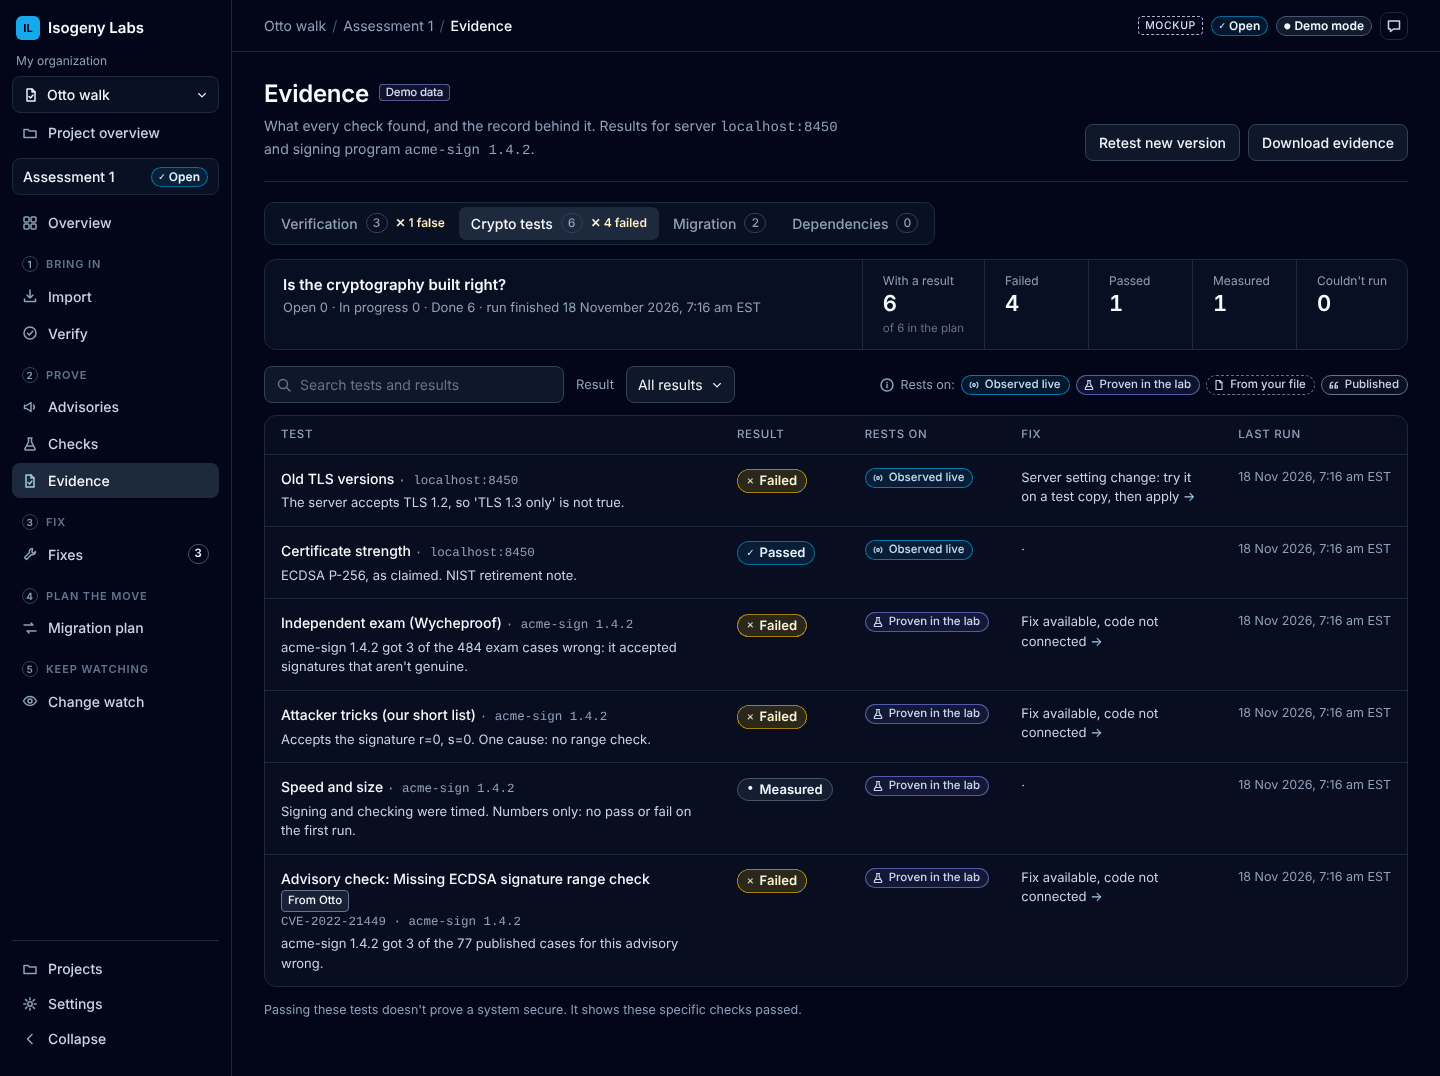 IL Isogeny Labs
My organization
Otto walk
Project overview
Assessment 1 ✓ Open
Overview
1 BRING IN
Import
Verify
2 PROVE
Advisories
Checks
Evidence
3 FIX
Fixes 3
4 PLAN THE MOVE
Migration plan
5 KEEP WATCHING
Change watch
Projects
Settings
Collapse
Otto walk / Assessment 1 / Evidence
MOCKUP ✓ Open • Demo mode
Evidence Demo data
What every check found, and the record behind it. Results for server localhost:8450
and signing program acme-sign 1.4.2.
Retest new version Download evidence
Verification 3 ✕ 1 false Crypto tests 6 ✕ 4 failed Migration 2 Dependencies 0
Is the cryptography built right?
Open 0 · In progress 0 · Done 6 · run finished 18 November 2026, 7:16 am EST
With a result
6
of 6 in the plan
Failed
4
Passed
1
Measured
1
Couldn't run
0
Search tests and results Result All results
Rests on: Observed live Proven in the lab From your file Published
TEST RESULT RESTS ON FIX LAST RUN
Old TLS versions · localhost:8450
The server accepts TLS 1.2, so 'TLS 1.3 only' is not true.
✕ Failed
Observed live
Server setting change: try it
on a test copy, then apply →
18 Nov 2026, 7:16 am EST
Certificate strength · localhost:8450
ECDSA P-256, as claimed. NIST retirement note.
✓ Passed
Observed live
·
18 Nov 2026, 7:16 am EST
Independent exam (Wycheproof) · acme-sign 1.4.2
acme-sign 1.4.2 got 3 of the 484 exam cases wrong: it accepted
signatures that aren't genuine.
✕ Failed
Proven in the lab
Fix available, code not
connected →
18 Nov 2026, 7:16 am EST
Attacker tricks (our short list) · acme-sign 1.4.2
Accepts the signature r=0, s=0. One cause: no range check.
✕ Failed
Proven in the lab
Fix available, code not
connected →
18 Nov 2026, 7:16 am EST
Speed and size · acme-sign 1.4.2
Signing and checking were timed. Numbers only: no pass or fail on
the first run.
• Measured
Proven in the lab
·
18 Nov 2026, 7:16 am EST
Advisory check: Missing ECDSA signature range check
From Otto
CVE-2022-21449 · acme-sign 1.4.2
acme-sign 1.4.2 got 3 of the 77 published cases for this advisory
wrong.
✕ Failed
Proven in the lab
Fix available, code not
connected →
18 Nov 2026, 7:16 am EST
Passing these tests doesn't prove a system secure. It shows these specific checks passed.